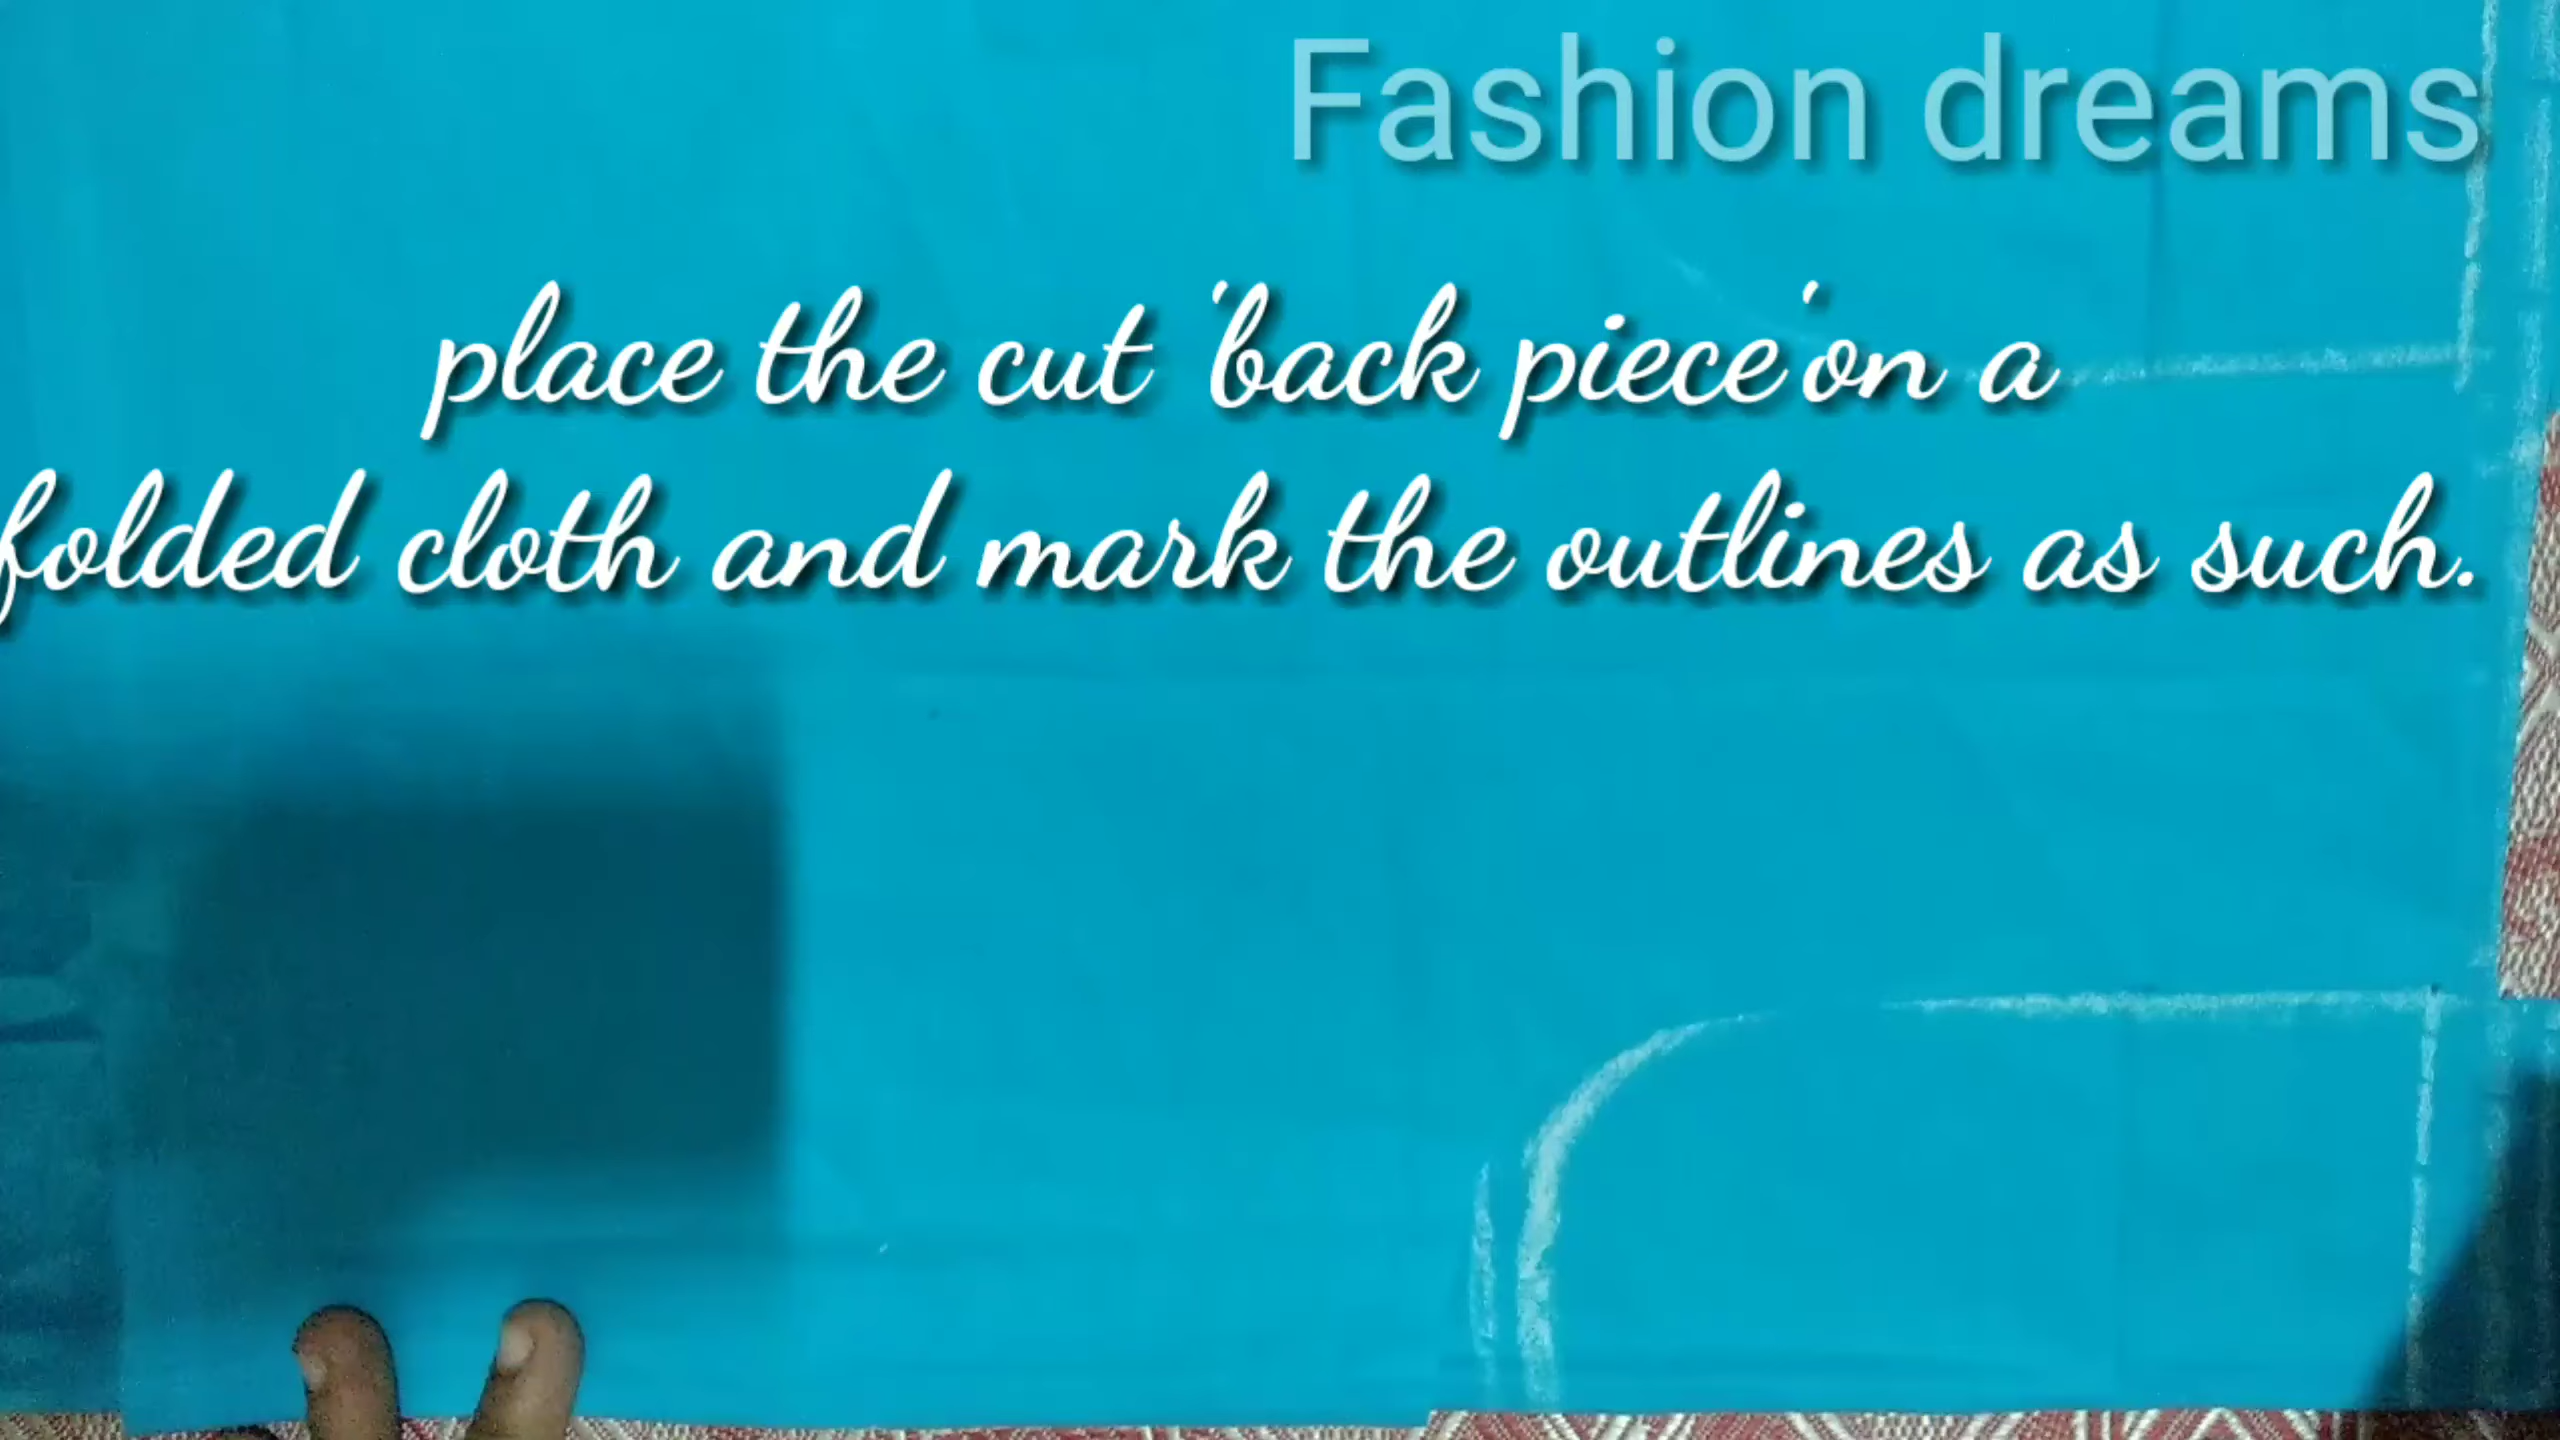 Fashion dreams
place the cut 'back piece'on a
folded cloth and mark the outlines as such.